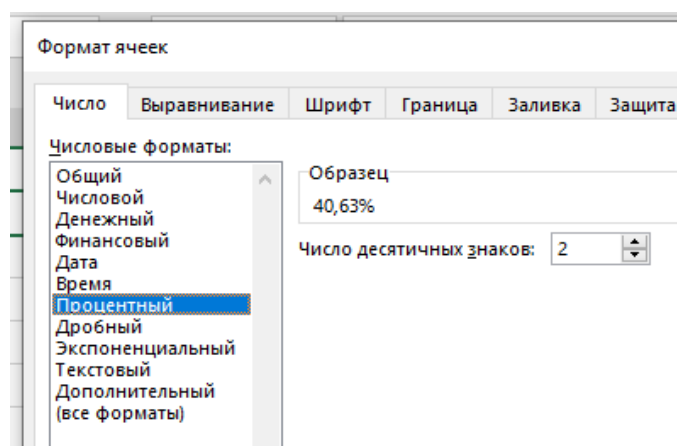 Формат ячеек
Число Выравнивание Шрифт Граница Заливка Защита
Числовые форматы:
Общий
Числовой
Денежный
Финансовый
Дата
Время
Процентный
Дробный
Экспоненциальный
Текстовый
Дополнительный
(все форматы)
Образец
40,63%
Число десятичных знаков: 2